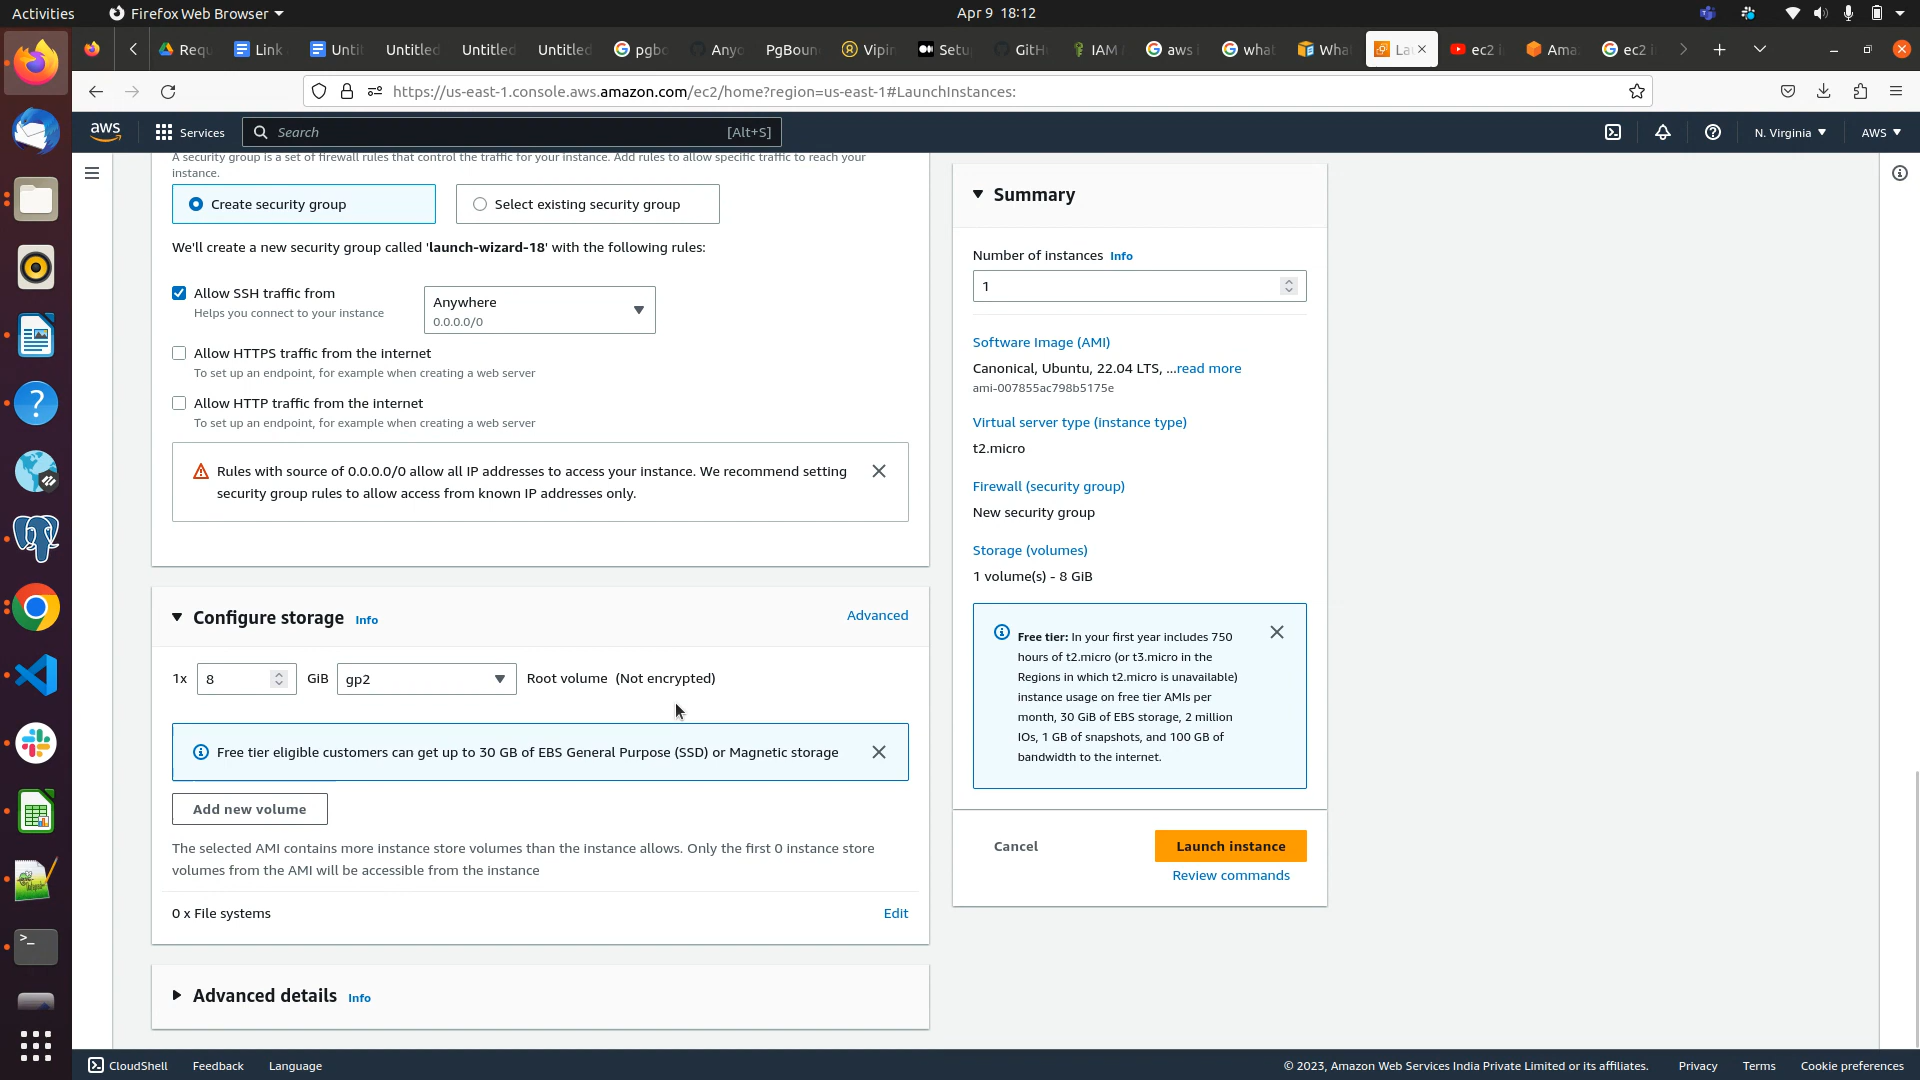 Activities
Firefox Web Browser
Apr 9 18:12
Requ
Link
Unti
Untitled
Untitled
Untitled
pgbo
Anyo
PgBoun
Vipin
Setu
GitH
IAM
aws
what
Wha
La
ec2 i
Ama
ec2 i
https://us-east-1.console.aws.amazon.com/ec2/home?region=us-east-1#LaunchInstances:
aws
Services
Search
[Alt+S]
N. Virginia
AWS
A security group is a set of firewall rules that control the traffic for your instance. Add rules to allow specific traffic to reach your
instance.
Create security group
Select existing security group
We'll create a new security group called 'launch-wizard-18' with the following rules:
Allow SSH traffic from
Helps you connect to your instance
Anywhere
0.0.0.0/0
Allow HTTPS traffic from the internet
To set up an endpoint, for example when creating a web server
Allow HTTP traffic from the internet
To set up an endpoint, for example when creating a web server
Rules with source of 0.0.0.0/0 allow all IP addresses to access your instance. We recommend setting
security group rules to allow access from known IP addresses only.
Configure storage Info
Advanced
1x 8 GiB gp2 Root volume (Not encrypted)
Free tier eligible customers can get up to 30 GB of EBS General Purpose (SSD) or Magnetic storage
Add new volume
The selected AMI contains more instance store volumes than the instance allows. Only the first 0 instance store
volumes from the AMI will be accessible from the instance
0 x File systems
Edit
Advanced details Info
Summary
Number of instances Info
1
Software Image (AMI)
Canonical, Ubuntu, 22.04 LTS, ...read more
ami-007855ac798b5175e
Virtual server type (instance type)
t2.micro
Firewall (security group)
New security group
Storage (volumes)
1 volume(s) - 8 GiB
Free tier: In your first year includes 750
hours of t2.micro (or t3.micro in the
Regions in which t2.micro is unavailable)
instance usage on free tier AMIs per
month, 30 GiB of EBS storage, 2 million
IOs, 1 GB of snapshots, and 100 GB of
bandwidth to the internet.
Cancel
Launch instance
Review commands
CloudShell
Feedback
Language
© 2023, Amazon Web Services India Private Limited or its affiliates.
Privacy
Terms
Cookie preferences